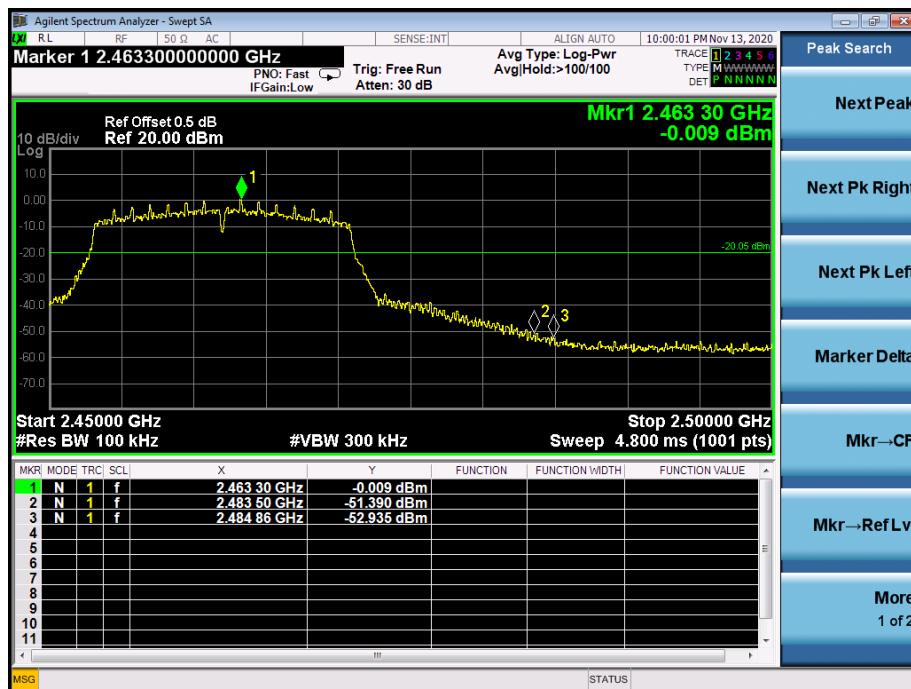 Agilent Spectrum Analyzer - Swept SA
LXI RL RF 50 Ω AC SENSE:INT ALIGN AUTO 10:00:01 PM Nov 13, 2020
Marker 1 2.463300000000 GHz
PNO: Fast
IFGain:Low
Trig: Free Run
Atten: 30 dB
Avg Type: Log-Pwr
Avg|Hold:>100/100
TRACE 1 2 3 4 5 6
TYPE M W W W W W
DET P N N N N N
Peak Search
Next Peak
Next Pk Right
Next Pk Left
Marker Delta
Mkr→CF
Mkr→Ref Lv
More
1 of 2
Mkr1 2.463 30 GHz
-0.009 dBm
Ref Offset 0.5 dB
10 dB/div Ref 20.00 dBm
Log
10.0
0.00
-10.0
-20.0
-30.0
-40.0
-50.0
-60.0
-70.0
1
-20.05 dBm
2 3
Start 2.45000 GHz Stop 2.50000 GHz
#Res BW 100 kHz #VBW 300 kHz Sweep 4.800 ms (1001 pts)
MKR MODE TRC SCL X Y FUNCTION FUNCTION WIDTH FUNCTION VALUE
1 N 1 f 2.463 30 GHz -0.009 dBm
2 N 1 f 2.483 50 GHz -51.390 dBm
3 N 1 f 2.484 86 GHz -52.935 dBm
4
5
6
7
8
9
10
11
MSG STATUS